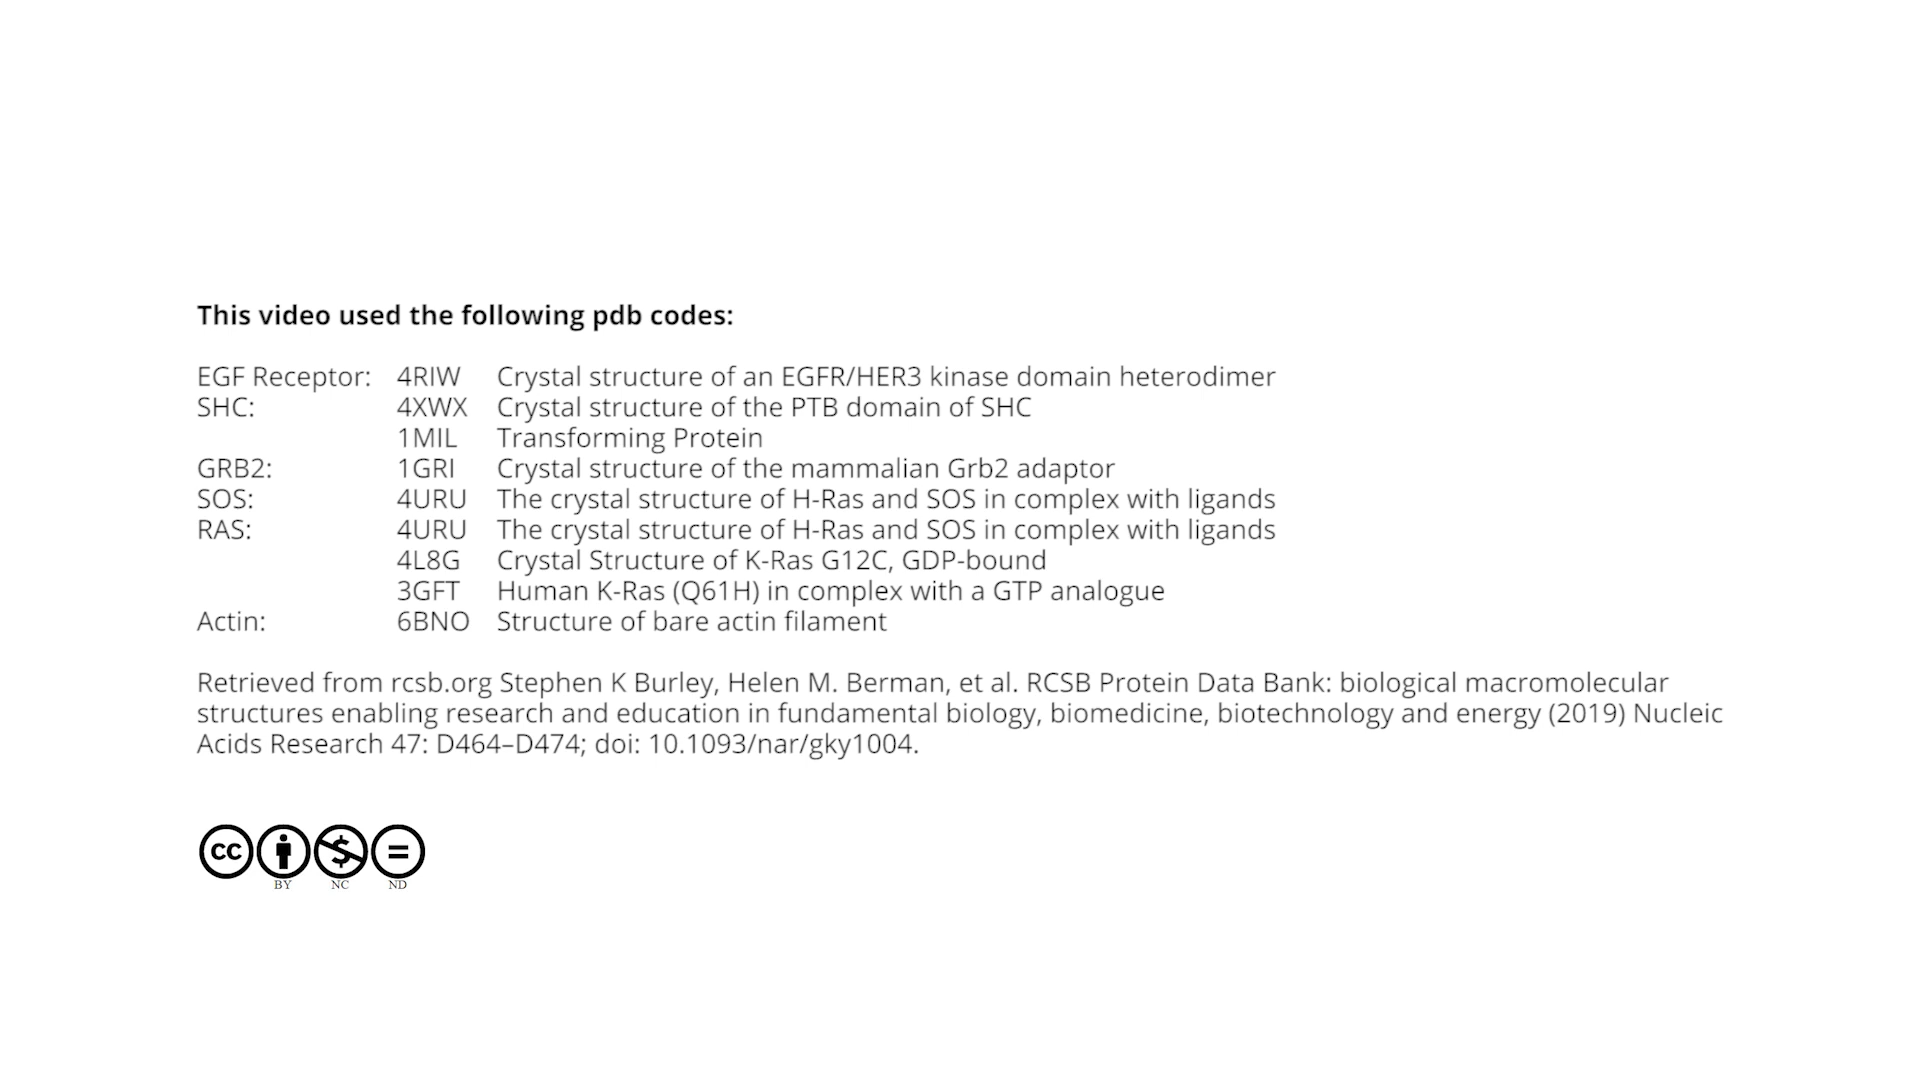 This video used the following pdb codes:
EGF Receptor: 4RIW Crystal structure of an EGFR/HER3 kinase domain heterodimer
SHC: 4XWX Crystal structure of the PTB domain of SHC
1MIL Transforming Protein
GRB2: 1GRI Crystal structure of the mammalian Grb2 adaptor
SOS: 4URU The crystal structure of H-Ras and SOS in complex with ligands
RAS: 4URU The crystal structure of H-Ras and SOS in complex with ligands
4L8G Crystal Structure of K-Ras G12C, GDP-bound
3GFT Human K-Ras (Q61H) in complex with a GTP analogue
Actin: 6BNO Structure of bare actin filament
Retrieved from rcsb.org Stephen K Burley, Helen M. Berman, et al. RCSB Protein Data Bank: biological macromolecular
structures enabling research and education in fundamental biology, biomedicine, biotechnology and energy (2019) Nucleic
Acids Research 47: D464–D474; doi: 10.1093/nar/gky1004.
CC $ =
BY NC ND